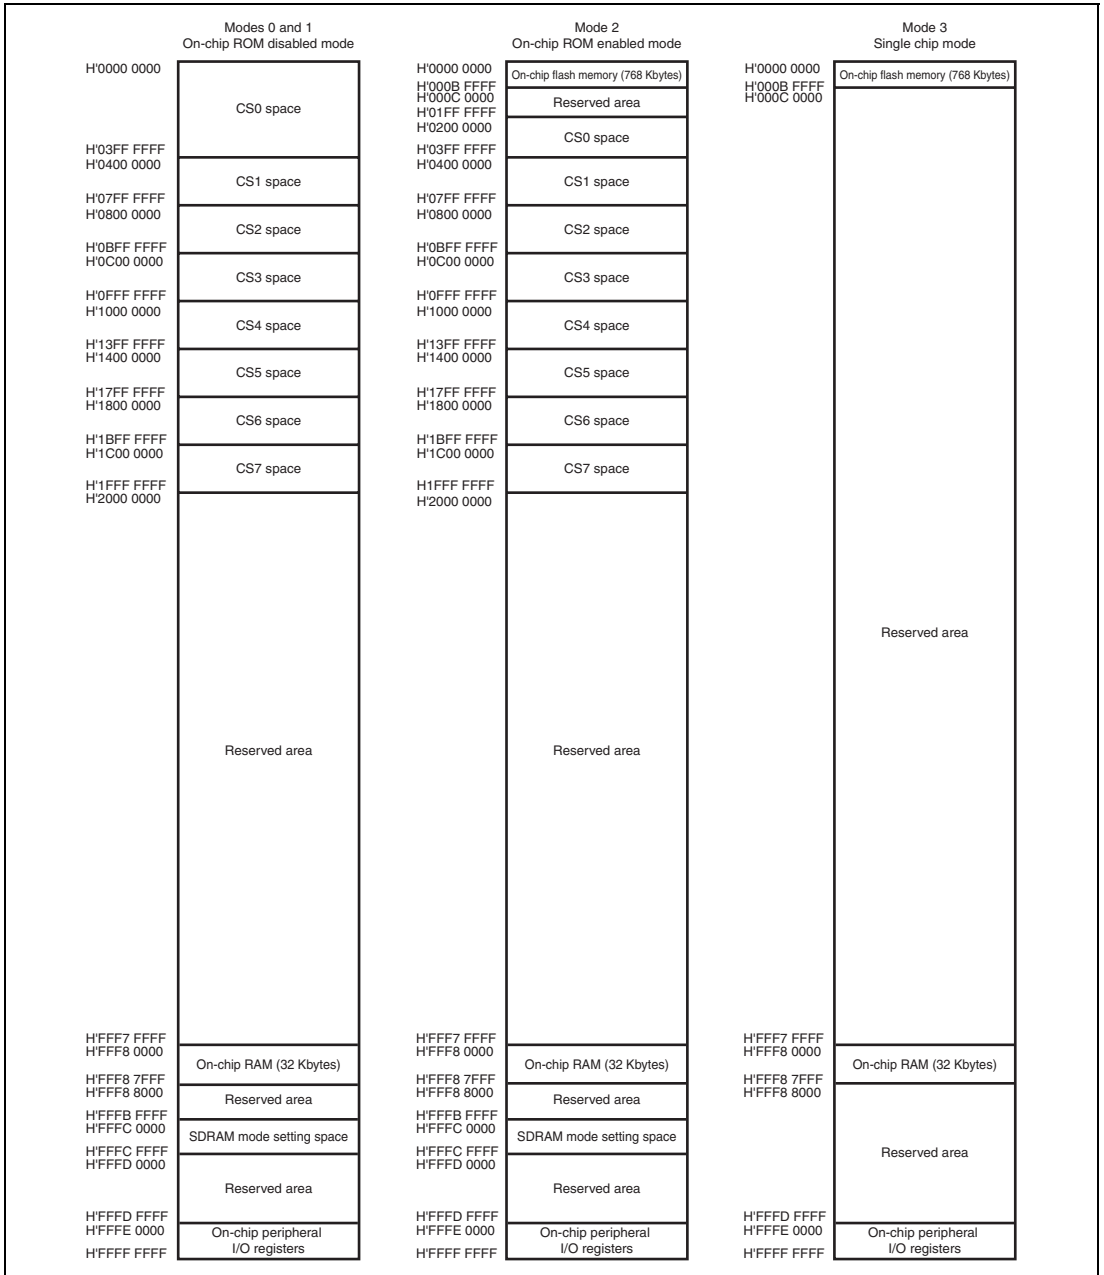 Modes 0 and 1
On-chip ROM disabled mode
H'0000 0000
CS0 space
H'03FF FFFF
H'0400 0000
CS1 space
H'07FF FFFF
H'0800 0000
CS2 space
H'0BFF FFFF
H'0C00 0000
CS3 space
H'0FFF FFFF
H'1000 0000
CS4 space
H'13FF FFFF
H'1400 0000
CS5 space
H'17FF FFFF
H'1800 0000
CS6 space
H'1BFF FFFF
H'1C00 0000
CS7 space
H'1FFF FFFF
H'2000 0000
Reserved area
H'FFF7 FFFF
H'FFF8 0000
On-chip RAM (32 Kbytes)
H'FFF8 7FFF
H'FFF8 8000
Reserved area
H'FFFB FFFF
H'FFFC 0000
SDRAM mode setting space
H'FFFC FFFF
H'FFFD 0000
Reserved area
H'FFFD FFFF
H'FFFE 0000
On-chip peripheral
I/O registers
H'FFFF FFFF
Mode 2
On-chip ROM enabled mode
H'0000 0000
On-chip flash memory (768 Kbytes)
H'000B FFFF
H'000C 0000
Reserved area
H'01FF FFFF
H'0200 0000
CS0 space
H'03FF FFFF
H'0400 0000
CS1 space
H'07FF FFFF
H'0800 0000
CS2 space
H'0BFF FFFF
H'0C00 0000
CS3 space
H'0FFF FFFF
H'1000 0000
CS4 space
H'13FF FFFF
H'1400 0000
CS5 space
H'17FF FFFF
H'1800 0000
CS6 space
H'1BFF FFFF
H'1C00 0000
CS7 space
H1FFF FFFF
H'2000 0000
Reserved area
H'FFF7 FFFF
H'FFF8 0000
On-chip RAM (32 Kbytes)
H'FFF8 7FFF
H'FFF8 8000
Reserved area
H'FFFB FFFF
H'FFFC 0000
SDRAM mode setting space
H'FFFC FFFF
H'FFFD 0000
Reserved area
H'FFFD FFFF
H'FFFE 0000
On-chip peripheral
I/O registers
H'FFFF FFFF
Mode 3
Single chip mode
H'0000 0000
On-chip flash memory (768 Kbytes)
H'000B FFFF
H'000C 0000
Reserved area
H'FFF7 FFFF
H'FFF8 0000
On-chip RAM (32 Kbytes)
H'FFF8 7FFF
H'FFF8 8000
Reserved area
H'FFFD FFFF
H'FFFE 0000
On-chip peripheral
I/O registers
H'FFFF FFFF